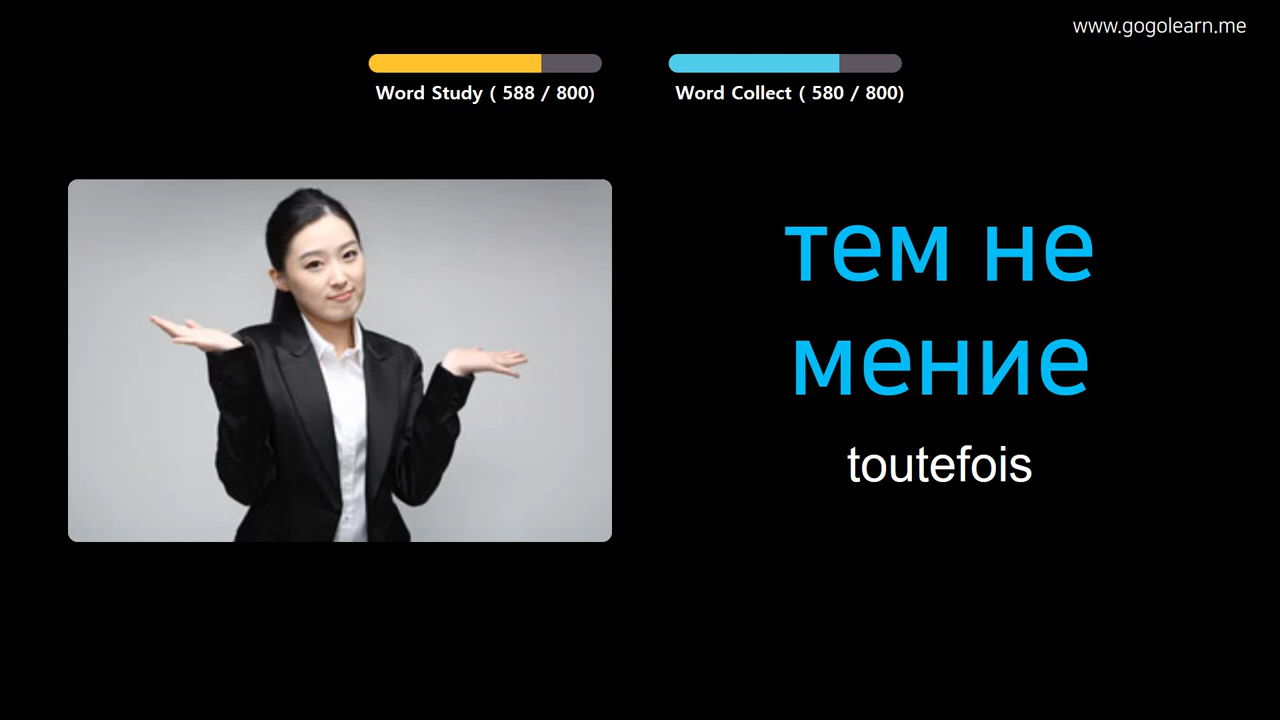 www.gogolearn.me
Word Study ( 588 / 800)
Word Collect ( 580 / 800)
тем не
мение
toutefois